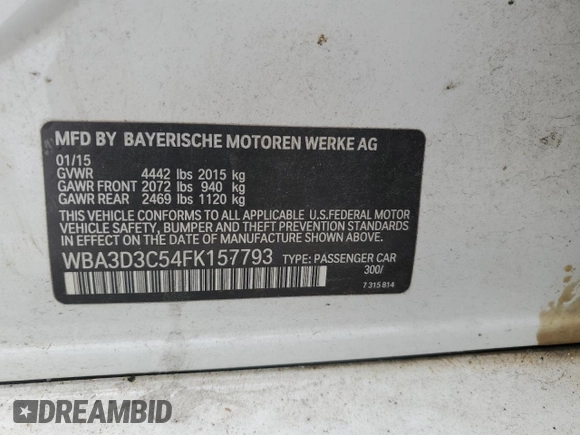 MFD BY BAYERISCHE MOTOREN WERKE AG
01/15
GVWR 4442 lbs 2015 kg
GAWR FRONT 2072 lbs 940 kg
GAWR REAR 2469 lbs 1120 kg
THIS VEHICLE CONFORMS TO ALL APPLICABLE U.S.FEDERAL MOTOR
VEHICLE SAFETY, BUMPER AND THEFT PREVENTION STANDARDS
IN EFFECT ON THE DATE OF MANUFACTURE SHOWN ABOVE.
WBA3D3C54FK157793 TYPE: PASSENGER CAR
300/
7 315 814
DREAMBID